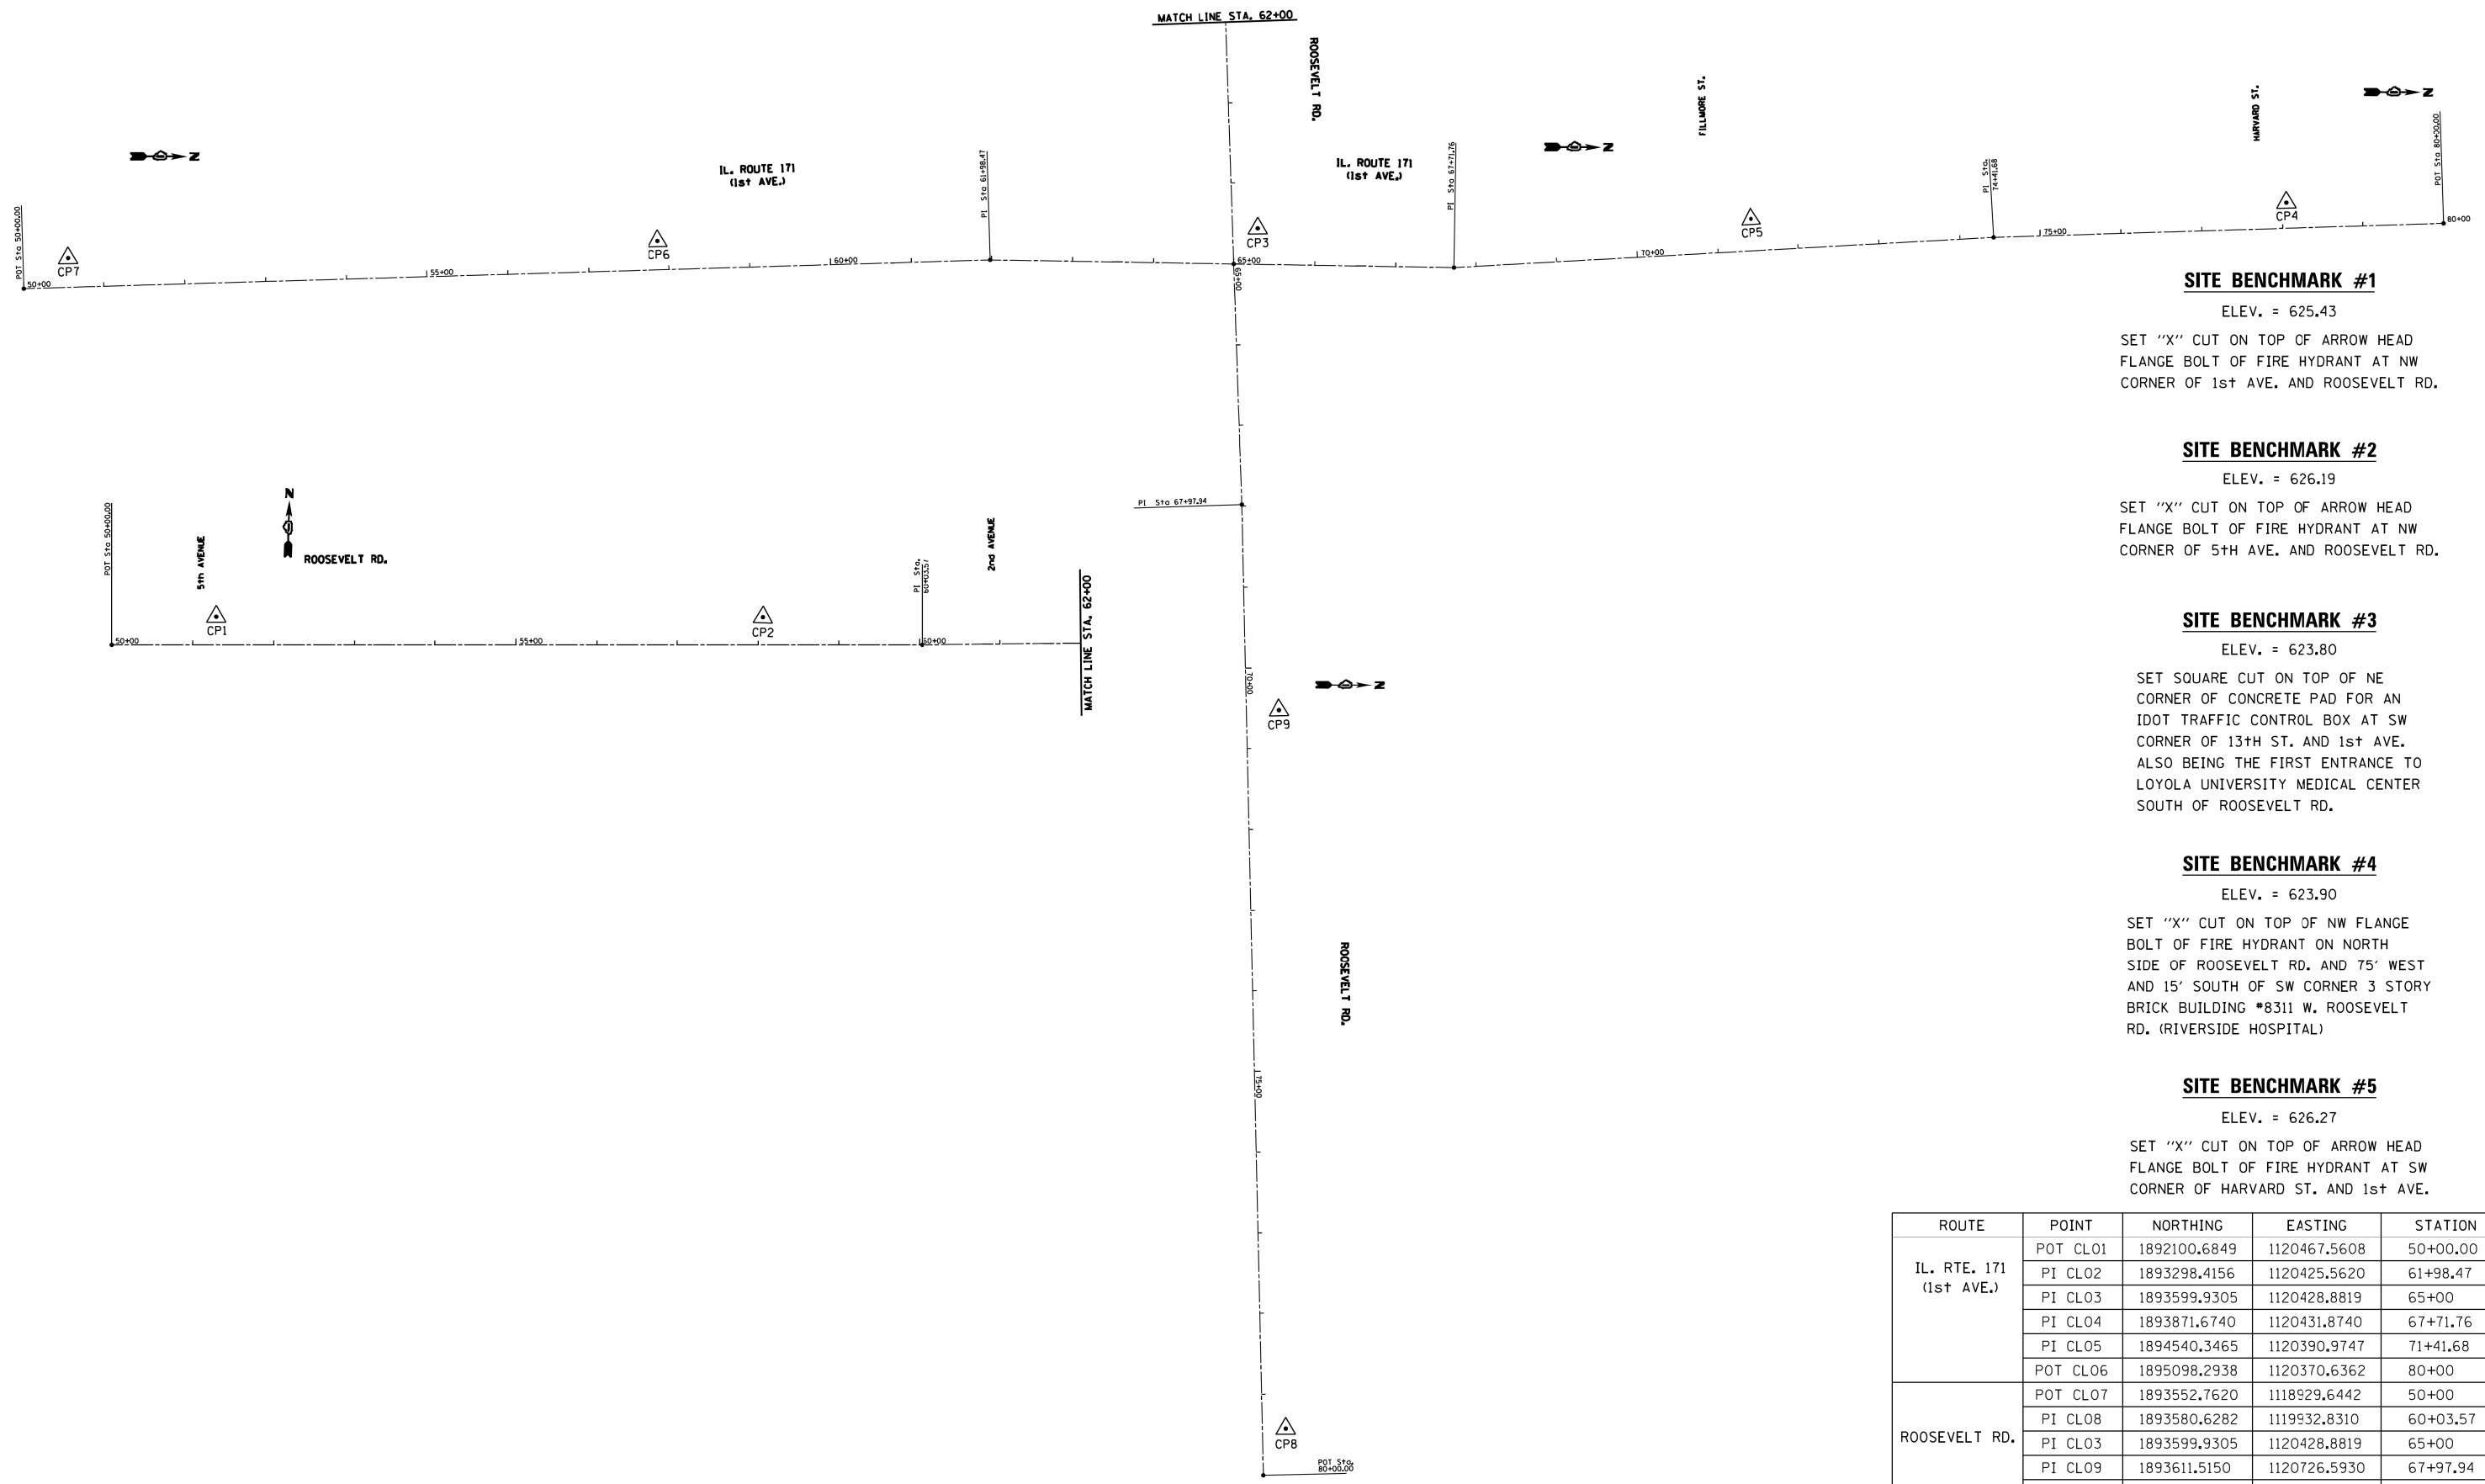 MATCH LINE STA. 62+00
ROOSEVELT RD.
FILLMORE ST.
HARVARD ST.
N
N
N
IL. ROUTE 171
(1st AVE.)
IL. ROUTE 171
(1st AVE.)
POT Sta 50+00.00
PI Sta 61+98.47
PI Sta 67+71.76
PI Sta.
74+41.68
POT Sta 80+00.00
CP7
CP6
CP3
CP5
CP4
50+00
55+00
60+00
65+00
65+00
70+00
75+00
80+00
SITE BENCHMARK #1
ELEV. = 625.43
SET "X" CUT ON TOP OF ARROW HEAD
FLANGE BOLT OF FIRE HYDRANT AT NW
CORNER OF 1st AVE. AND ROOSEVELT RD.
SITE BENCHMARK #2
ELEV. = 626.19
SET "X" CUT ON TOP OF ARROW HEAD
FLANGE BOLT OF FIRE HYDRANT AT NW
CORNER OF 5tH AVE. AND ROOSEVELT RD.
PI Sta 67+97.94
POT Sta 50+00.00
5th AVENUE
N
ROOSEVELT RD.
PI Sta.
60+03.57
2nd AVENUE
MATCH LINE STA. 62+00
CP1
CP2
50+00
55+00
60+00
SITE BENCHMARK #3
ELEV. = 623.80
SET SQUARE CUT ON TOP OF NE
CORNER OF CONCRETE PAD FOR AN
IDOT TRAFFIC CONTROL BOX AT SW
CORNER OF 13tH ST. AND 1st AVE.
ALSO BEING THE FIRST ENTRANCE TO
LOYOLA UNIVERSITY MEDICAL CENTER
SOUTH OF ROOSEVELT RD.
70+00
N
CP9
SITE BENCHMARK #4
ELEV. = 623.90
SET "X" CUT ON TOP OF NW FLANGE
BOLT OF FIRE HYDRANT ON NORTH
SIDE OF ROOSEVELT RD. AND 75' WEST
AND 15' SOUTH OF SW CORNER 3 STORY
BRICK BUILDING #8311 W. ROOSEVELT
RD. (RIVERSIDE HOSPITAL)
ROOSEVELT RD.
75+00
SITE BENCHMARK #5
ELEV. = 626.27
SET "X" CUT ON TOP OF ARROW HEAD
FLANGE BOLT OF FIRE HYDRANT AT SW
CORNER OF HARVARD ST. AND 1st AVE.
CP8
POT Sta.
80+00.00
ROUTE POINT NORTHING EASTING STATION
IL. RTE. 171
(1st AVE.)
POT CL01 1892100.6849 1120467.5608 50+00.00
PI CL02 1893298.4156 1120425.5620 61+98.47
PI CL03 1893599.9305 1120428.8819 65+00
PI CL04 1893871.6740 1120431.8740 67+71.76
PI CL05 1894540.3465 1120390.9747 71+41.68
POT CL06 1895098.2938 1120370.6362 80+00
ROOSEVELT RD.
POT CL07 1893552.7620 1118929.6442 50+00
PI CL08 1893580.6282 1119932.8310 60+03.57
PI CL03 1893599.9305 1120428.8819 65+00
PI CL09 1893611.5150 1120726.5930 67+97.94